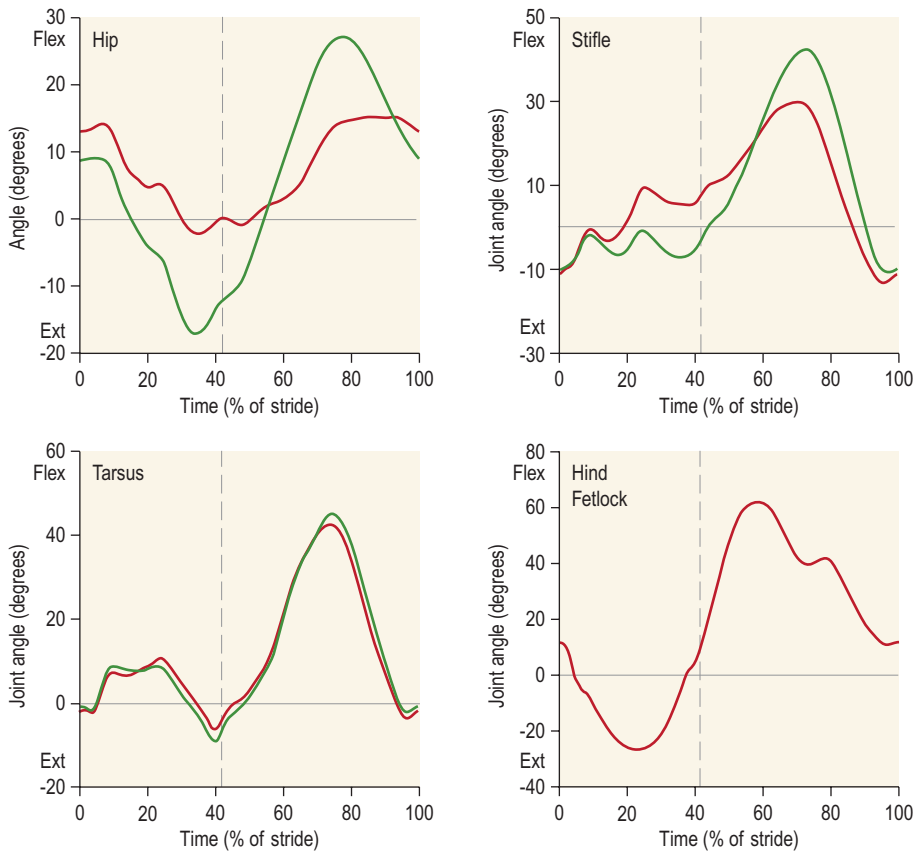 30
Flex
Hip
20
10
0
-10
Ext
-20
Angle (degrees)
0 20 40 60 80 100
Time (% of stride)
50
Flex
Stifle
30
10
-10
Ext
-30
Joint angle (degrees)
0 20 40 60 80 100
Time (% of stride)
60
Flex
Tarsus
40
20
0
Ext
-20
Joint angle (degrees)
0 20 40 60 80 100
Time (% of stride)
80
Flex
Hind
Fetlock
60
40
20
0
-20
Ext
-40
Joint angle (degrees)
0 20 40 60 80 100
Time (% of stride)